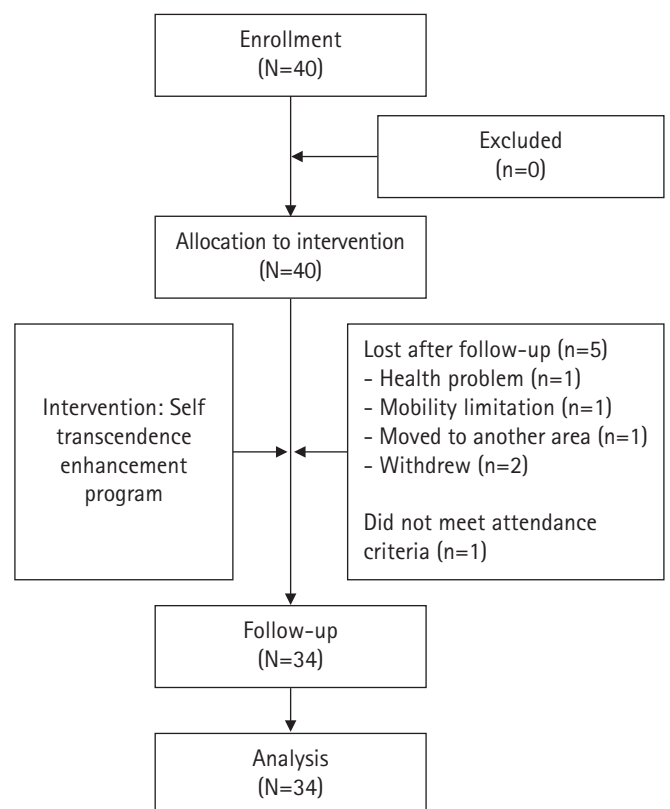 Enrollment
(N=40)
Excluded
(n=0)
Allocation to intervention
(N=40)
Intervention: Self
transcendence
enhancement
program
Lost after follow-up (n=5)
- Health problem (n=1)
- Mobility limitation (n=1)
- Moved to another area (n=1)
- Withdrew (n=2)
Did not meet attendance
criteria (n=1)
Follow-up
(N=34)
Analysis
(N=34)